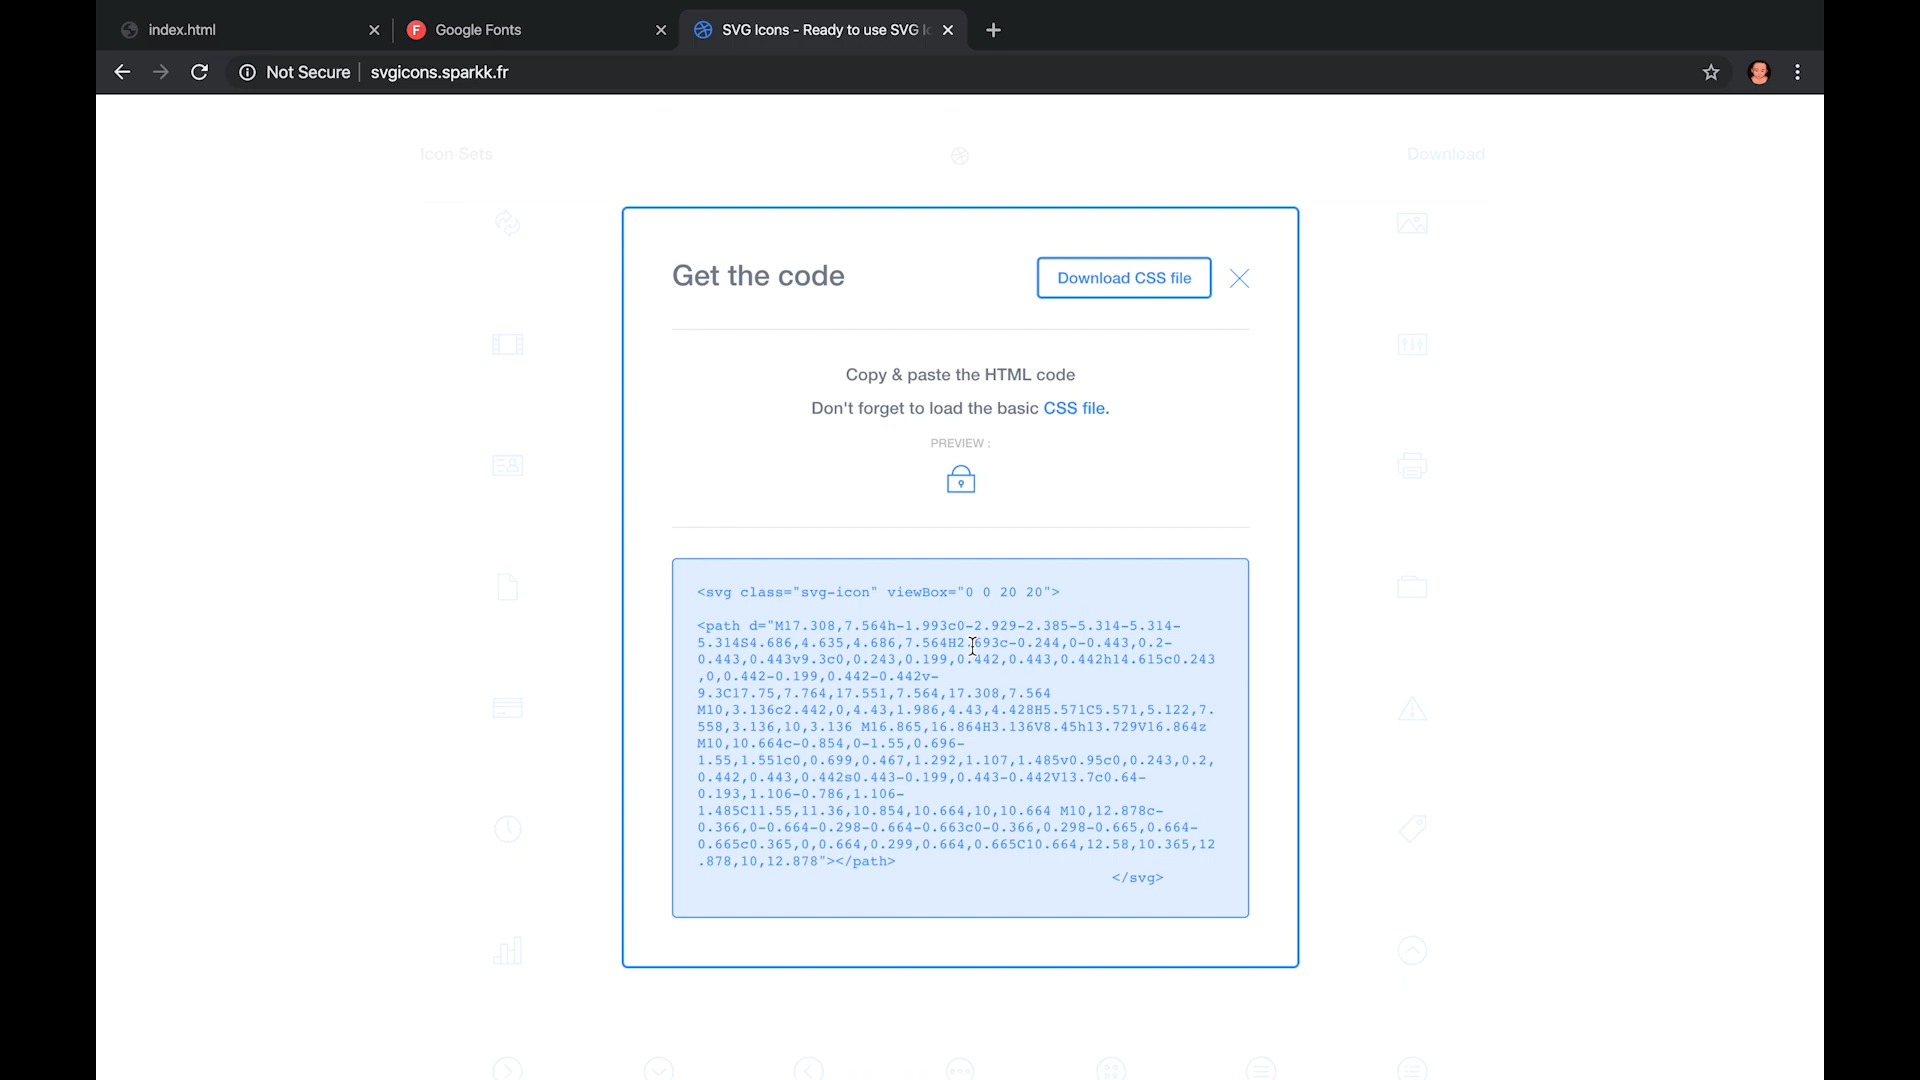 index.html
Google Fonts
SVG Icons - Ready to use SVG Ic
Not Secure
svgicons.sparkk.fr
Icon Sets
Download
Get the code
Download CSS file
Copy & paste the HTML code
Don't forget to load the basic CSS file.
PREVIEW :
<svg class="svg-icon" viewBox="0 0 20 20">
<path d="M17.308,7.564h-1.993c0-2.929-2.385-5.314-5.314-
5.314S4.686,4.635,4.686,7.564H2.693c-0.244,0-0.443,0.2-
0.443,0.443v9.3c0,0.243,0.199,0.442,0.443,0.442h14.615c0.243
,0,0.442-0.199,0.442-0.442v-
9.3C17.75,7.764,17.551,7.564,17.308,7.564
M10,3.136c2.442,0,4.43,1.986,4.43,4.428H5.571C5.571,5.122,7.
558,3.136,10,3.136 M16.865,16.864H3.136V8.45h13.729V16.864z
M10,10.664c-0.854,0-1.55,0.696-
1.55,1.551c0,0.699,0.467,1.292,1.107,1.485v0.95c0,0.243,0.2,
0.442,0.443,0.442s0.443-0.199,0.443-0.442V13.7c0.64-
0.193,1.106-0.786,1.106-
1.485C11.55,11.36,10.854,10.664,10,10.664 M10,12.878c-
0.366,0-0.664-0.298-0.664-0.663c0-0.366,0.298-0.665,0.664-
0.665c0.365,0,0.664,0.299,0.664,0.665C10.664,12.58,10.365,12
.878,10,12.878"></path>
</svg>